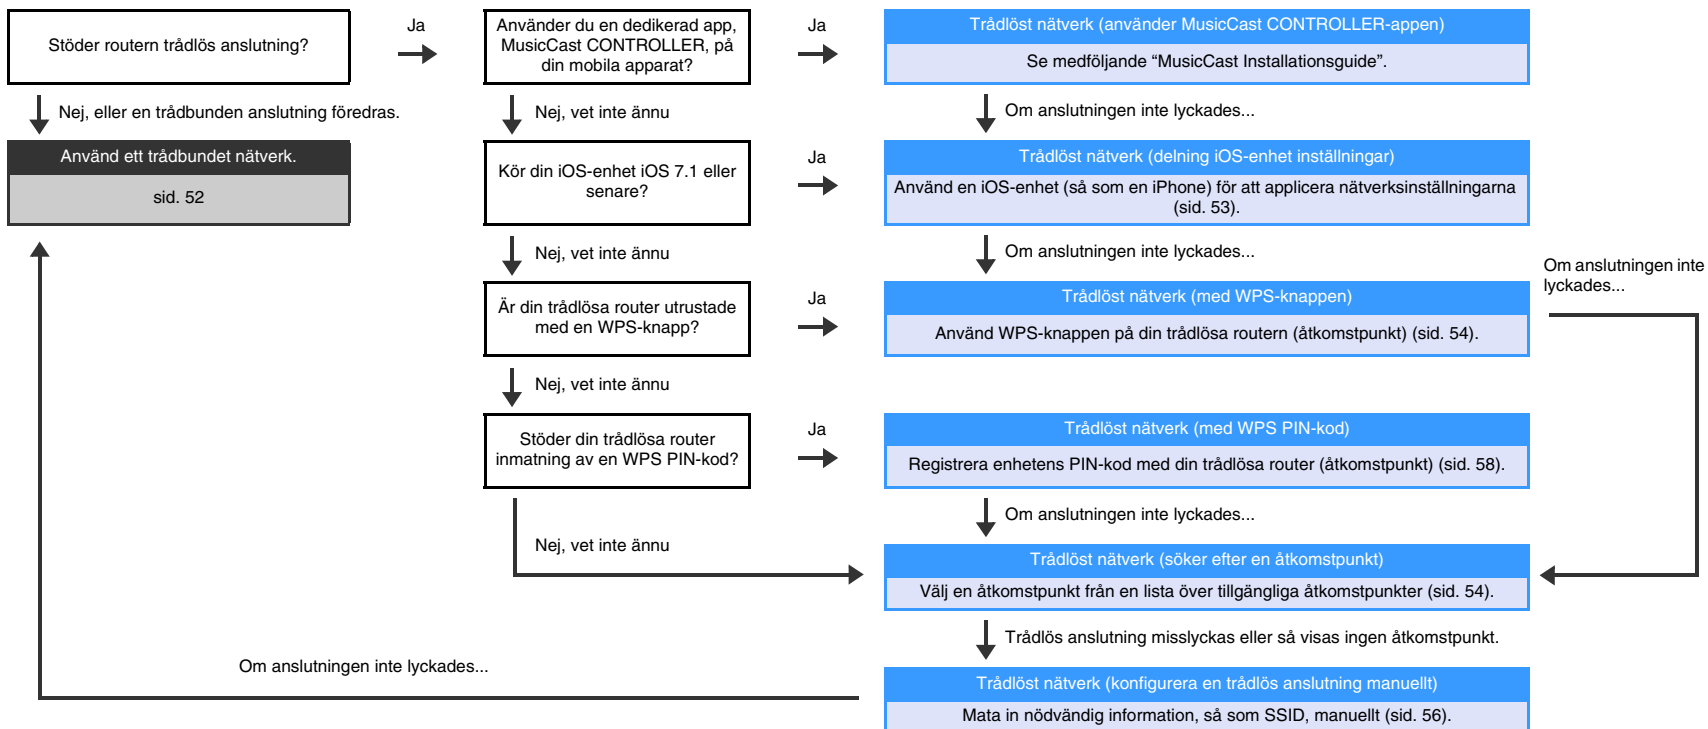 Stöder routern trådlös anslutning?
Ja
Använder du en dedikerad app,
MusicCast CONTROLLER, på
din mobila apparat?
Ja
Trådlöst nätverk (använder MusicCast CONTROLLER-appen)
Se medföljande “MusicCast Installationsguide”.
Nej, eller en trådbunden anslutning föredras.
Nej, vet inte ännu
Om anslutningen inte lyckades...
Använd ett trådbundet nätverk.
sid. 52
Kör din iOS-enhet iOS 7.1 eller
senare?
Ja
Trådlöst nätverk (delning iOS-enhet inställningar)
Använd en iOS-enhet (så som en iPhone) för att applicera nätverksinställningarna
(sid. 53).
Nej, vet inte ännu
Om anslutningen inte lyckades...
Om anslutningen inte
lyckades...
Är din trådlösa router utrustade
med en WPS-knapp?
Ja
Trådlöst nätverk (med WPS-knappen)
Använd WPS-knappen på din trådlösa routern (åtkomstpunkt) (sid. 54).
Nej, vet inte ännu
Stöder din trådlösa router
inmatning av en WPS PIN-kod?
Ja
Trådlöst nätverk (med WPS PIN-kod)
Registrera enhetens PIN-kod med din trådlösa router (åtkomstpunkt) (sid. 58).
Om anslutningen inte lyckades...
Nej, vet inte ännu
Trådlöst nätverk (söker efter en åtkomstpunkt)
Välj en åtkomstpunkt från en lista över tillgängliga åtkomstpunkter (sid. 54).
Trådlös anslutning misslyckas eller så visas ingen åtkomstpunkt.
Om anslutningen inte lyckades...
Trådlöst nätverk (konfigurera en trådlös anslutning manuellt)
Mata in nödvändig information, så som SSID, manuellt (sid. 56).